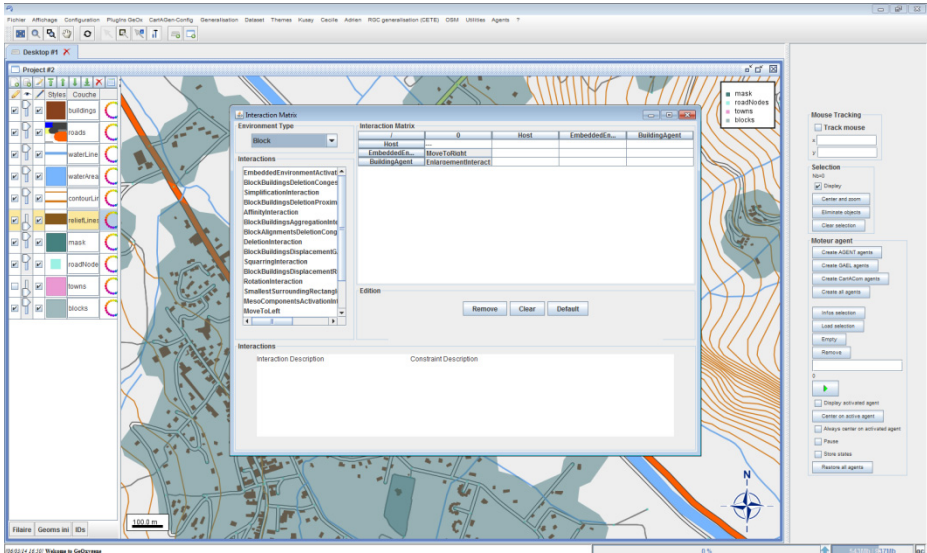 Fichier Affichage Configuration Plugins GeOx CartAGen-Config Generalisation Dataset Themes Kusay Cecile Adrien RGC generalisation (CETE) OSM Utilities Agents ?
Desktop #1
Project #2
Styles Couche
buildings
roads
waterLine
waterArea
contourLin
reliefLines
mask
roadNode
towns
blocks
Filaire Geoms ini IDs
100.0 m
mask
roadNodes
towns
blocks
N
Interaction Matrix
Environment Type
Block
Interactions
EmbeddedEnvironmentActivat
BlockBuildingsDeletionConges
SimplificationInteraction
BlockBuildingsDeletionProxim
AffinityInteraction
BlockBuildingsAggregationInte
BlockAlignmentsDeletionCong
DeletionInteraction
BlockBuildingsDisplacementG
SquarringInteraction
BlockBuildingsDisplacementR
RotationInteraction
SmallestSurroundingRectangl
MesoComponentsActivationInt
MoveToLeft
Interaction Matrix
/ 0 Host EmbeddedEn... BuildingAgent
Host ---
EmbeddedEn... MoveToRight
BuildingAgent EnlargementInteract
Edition
Remove Clear Default
Interactions
Interaction Description Constraint Description
Mouse Tracking
Track mouse
x
y
Selection
Nb=0
Display
Center and zoom
Eliminate objects
Clear selection
Moteur agent
Create AGENT agents
Create GAEL agents
Create CartACom agents
Create all agents
Infos selection
Load selection
Empty
Remove
0
Display activated agent
Center on active agent
Always center on activated agent
Pause
Store states
Restore all agents
Welcome to GeOxygene
0 %